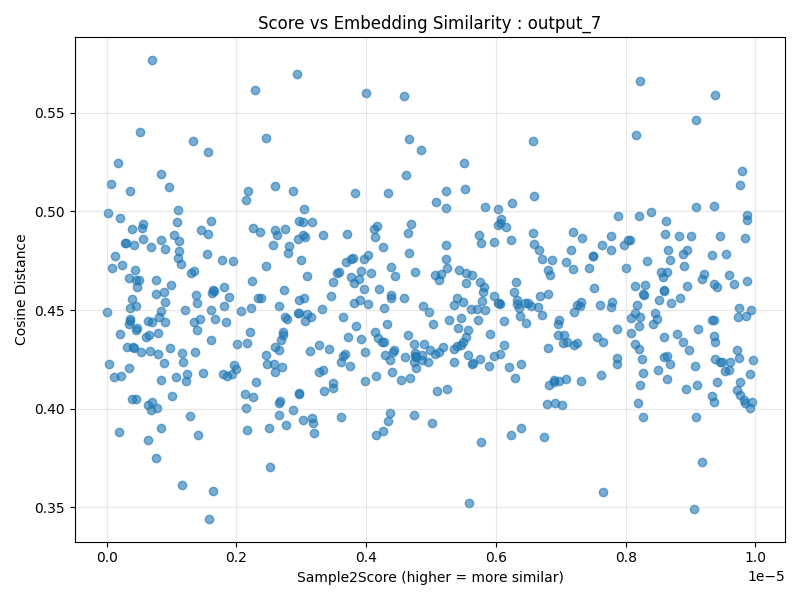 Score vs Embedding Similarity : output_7
Cosine Distance
0.55
0.50
0.45
0.40
0.35
0.0 0.2 0.4 0.6 0.8 1.0
1e−5
Sample2Score (higher = more similar)